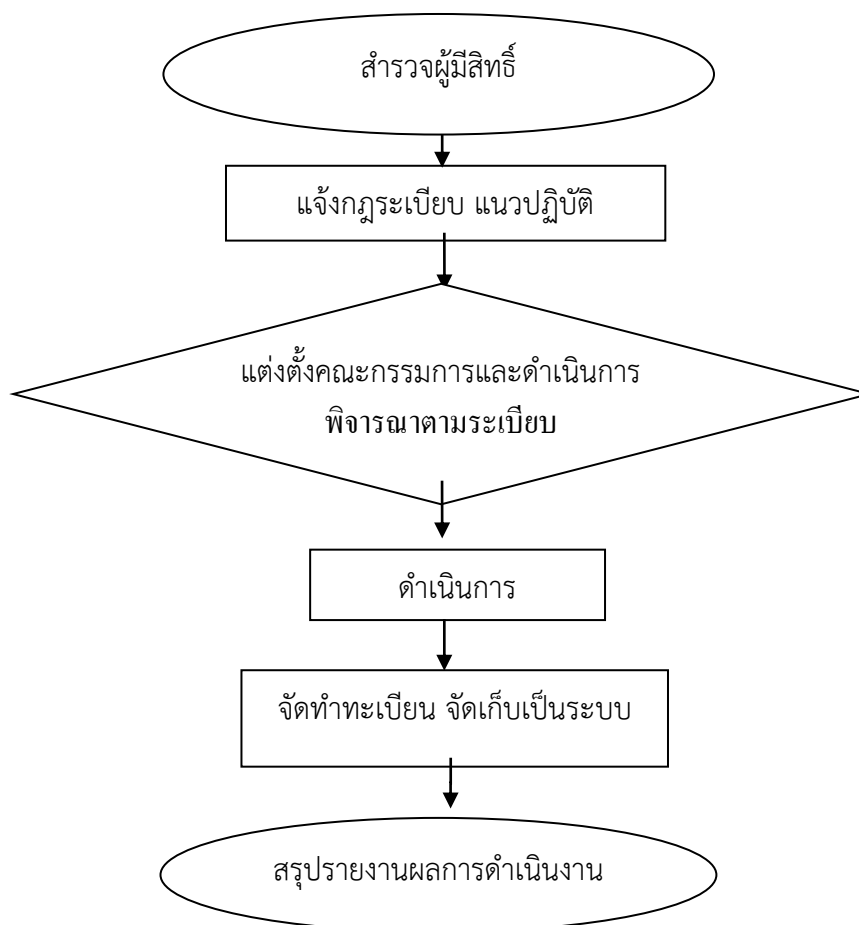 สำรวจผู้มีสิทธิ์
แจ้งกฎระเบียบ แนวปฏิบัติ
แต่งตั้งคณะกรรมการและดำเนินการ
พิจารณาตามระเบียบ
ดำเนินการ
จัดทำทะเบียน จัดเก็บเป็นระบบ
สรุปรายงานผลการดำเนินงาน